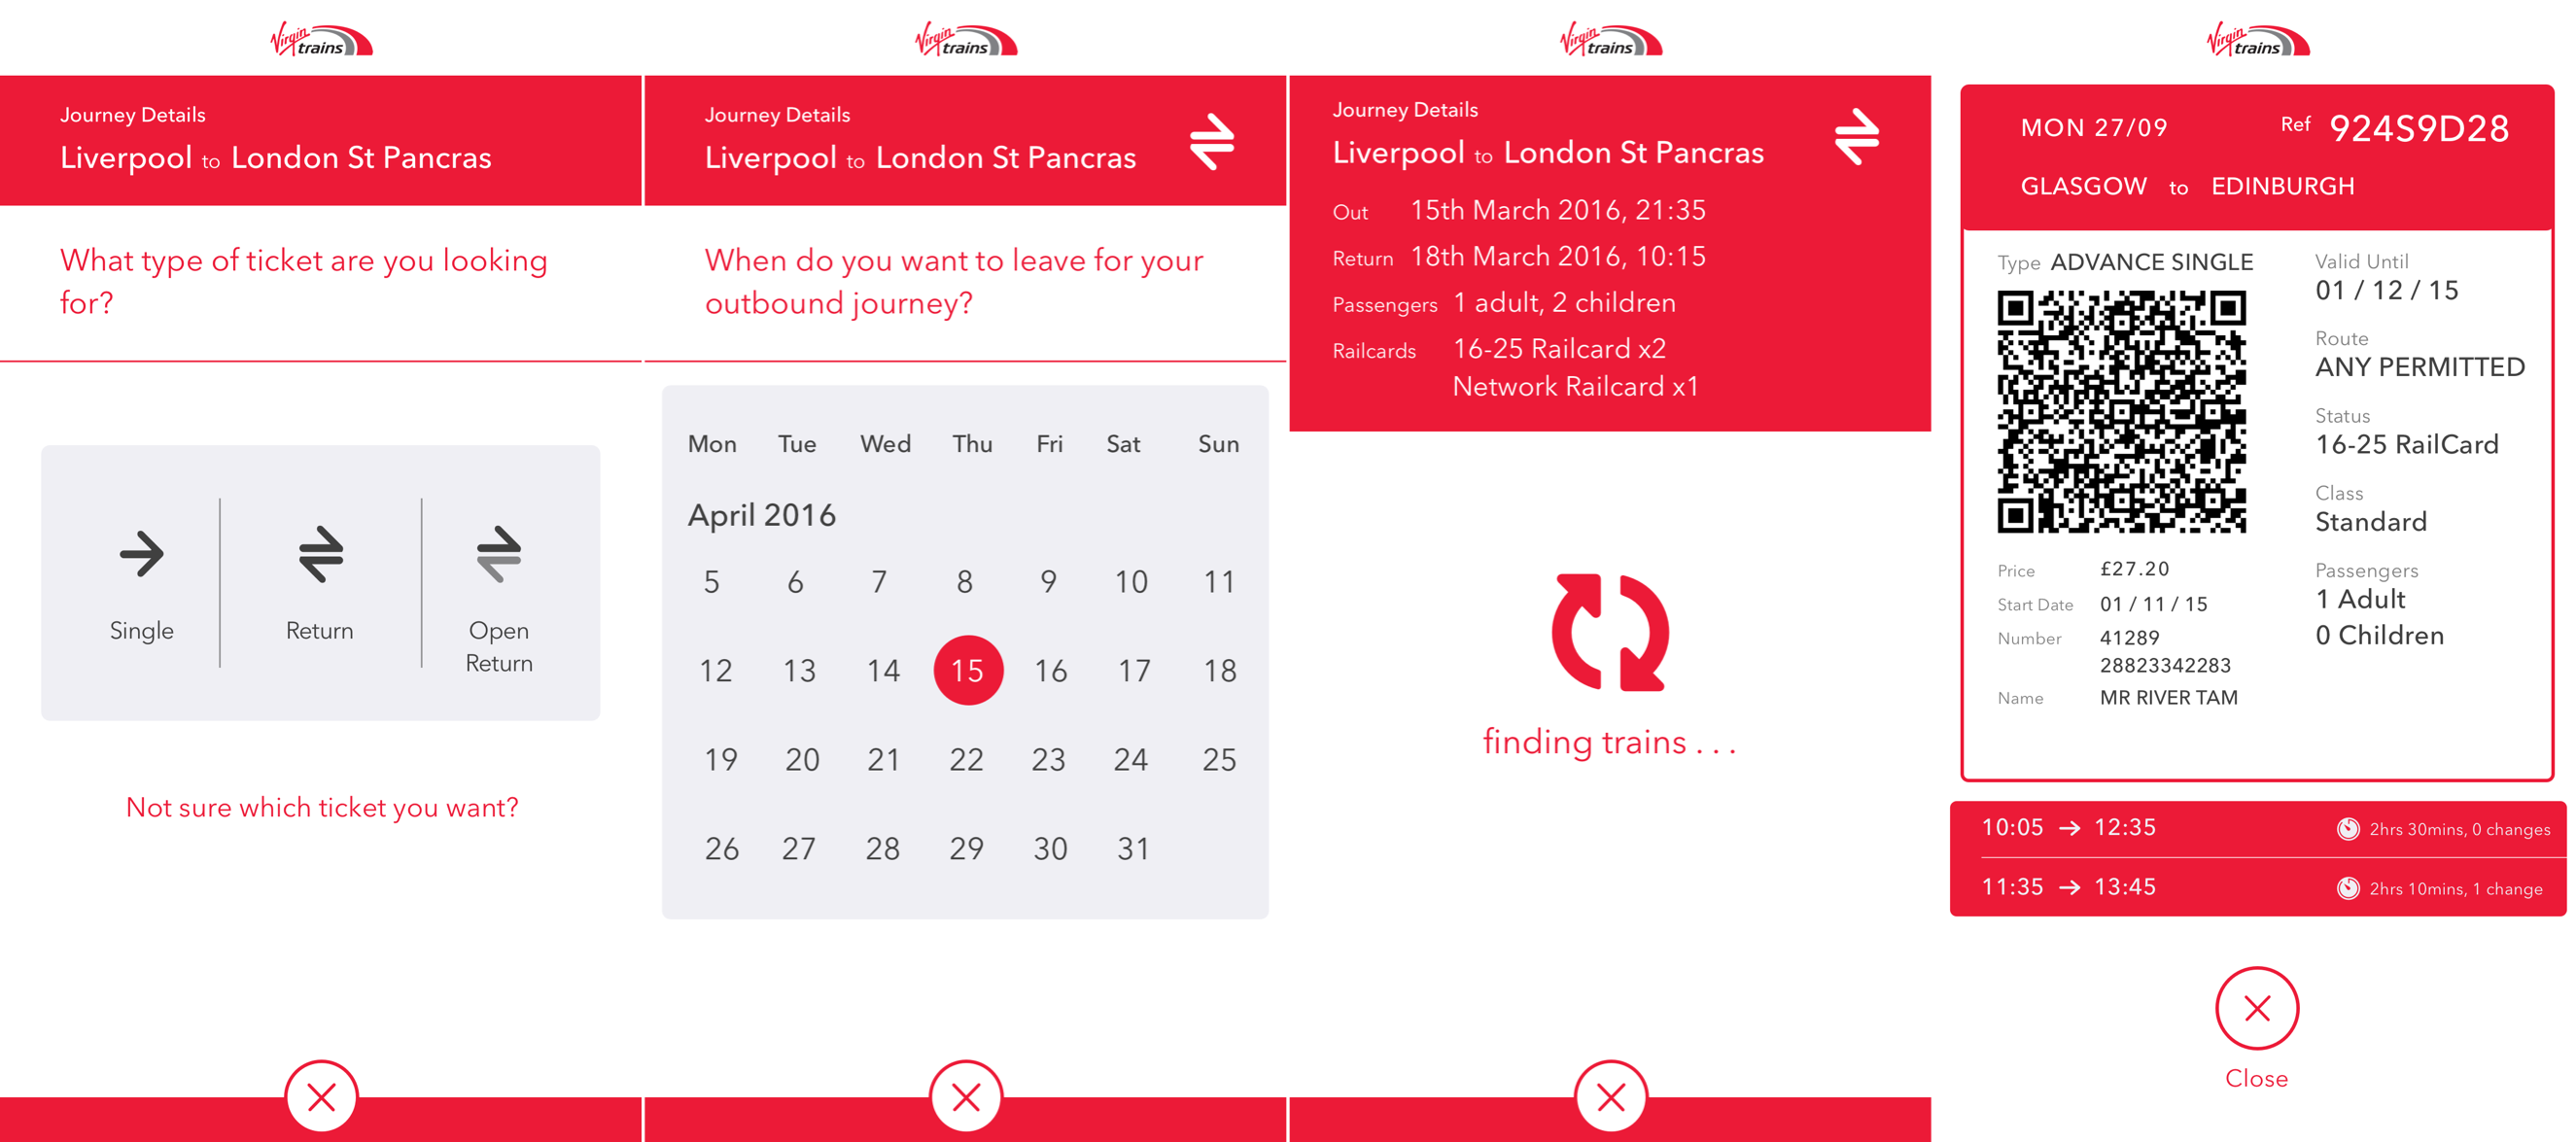 Virgin trains
Journey Details
Liverpool to London St Pancras
What type of ticket are you looking
for?
Single
Return
Open
Return
Not sure which ticket you want?
Virgin trains
Journey Details
Liverpool to London St Pancras
When do you want to leave for your
outbound journey?
Mon Tue Wed Thu Fri Sat Sun
April 2016
5 6 7 8 9 10 11
12 13 14 15 16 17 18
19 20 21 22 23 24 25
26 27 28 29 30 31
Virgin trains
Journey Details
Liverpool to London St Pancras
Out 15th March 2016, 21:35
Return 18th March 2016, 10:15
Passengers 1 adult, 2 children
Railcards 16-25 Railcard x2
Network Railcard x1
finding trains . . .
Virgin trains
MON 27/09 Ref 924S9D28
GLASGOW to EDINBURGH
Type ADVANCE SINGLE
Price £27.20
Start Date 01 / 11 / 15
Number 41289
28823342283
Name MR RIVER TAM
Valid Until
01 / 12 / 15
Route
ANY PERMITTED
Status
16-25 RailCard
Class
Standard
Passengers
1 Adult
0 Children
10:05 → 12:35 2hrs 30mins, 0 changes
11:35 → 13:45 2hrs 10mins, 1 change
Close